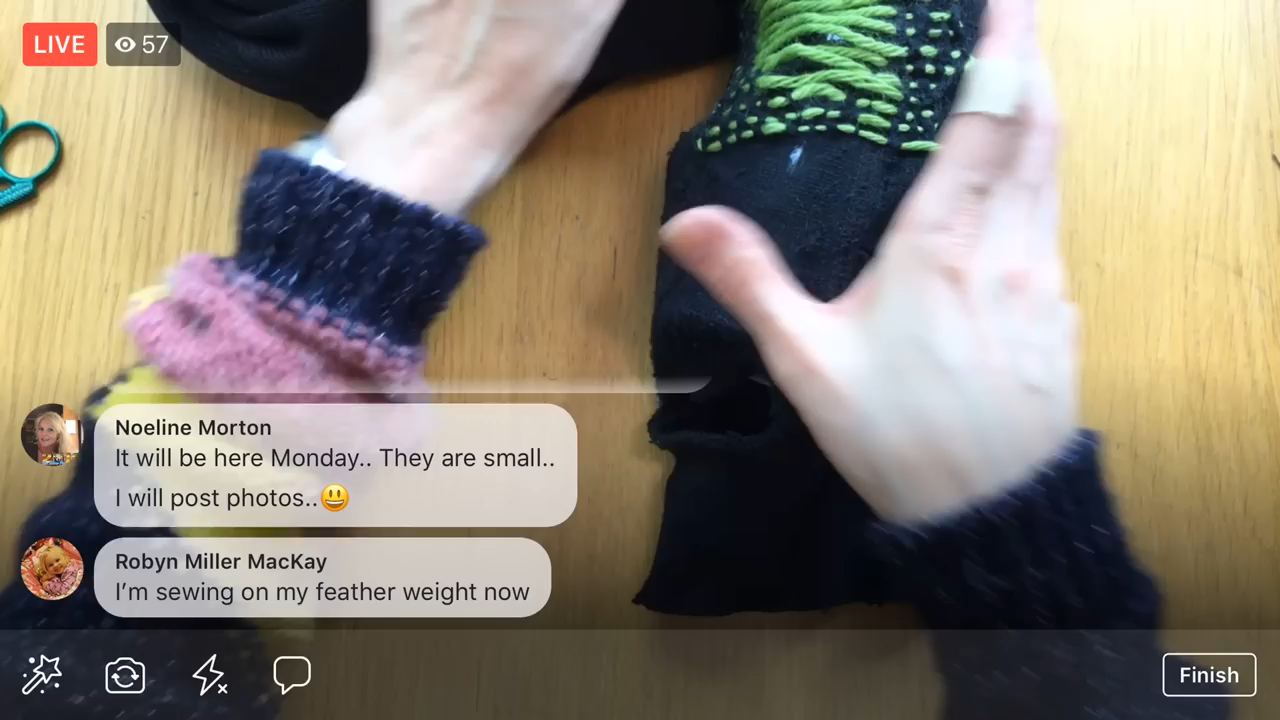 LIVE
57
Noeline Morton
It will be here Monday.. They are small..
I will post photos..😃
Robyn Miller MacKay
I’m sewing on my feather weight now
Finish